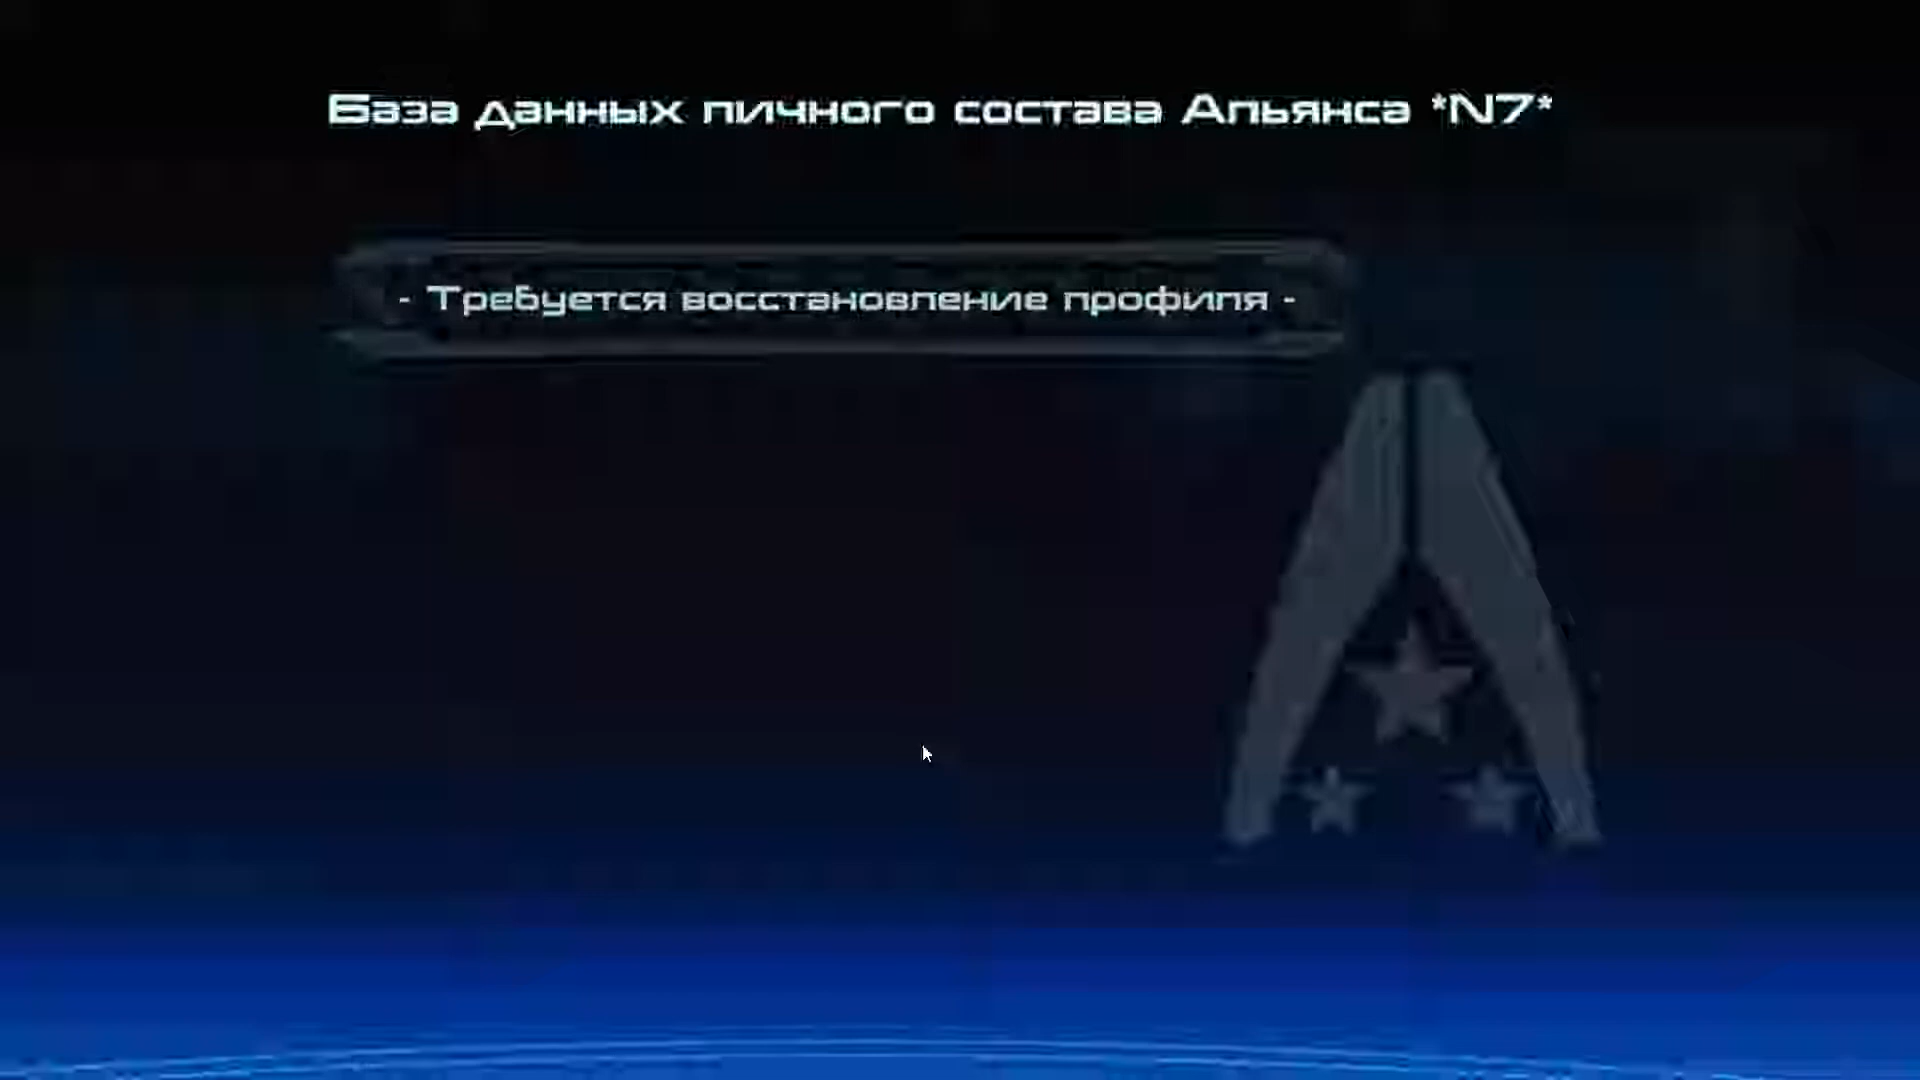 База данных личного состава Альянса *N7*
- Требуется восстановление профиля -